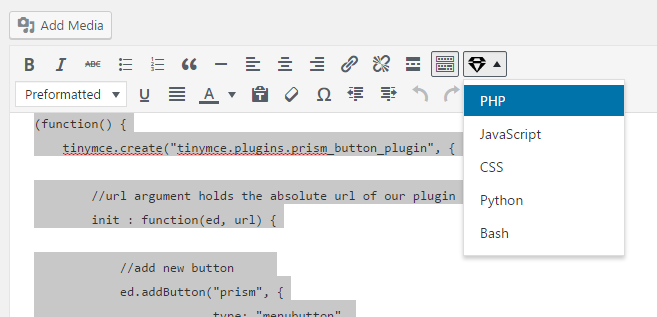 Add Media
B I ABC
Preformatted U A Ω
PHP
JavaScript
CSS
Python
Bash
(function() {
tinymce.create("tinymce.plugins.prism_button_plugin", {
//url argument holds the absolute url of our plugin
init : function(ed, url) {
//add new button
ed.addButton("prism", {
type: "menubutton"